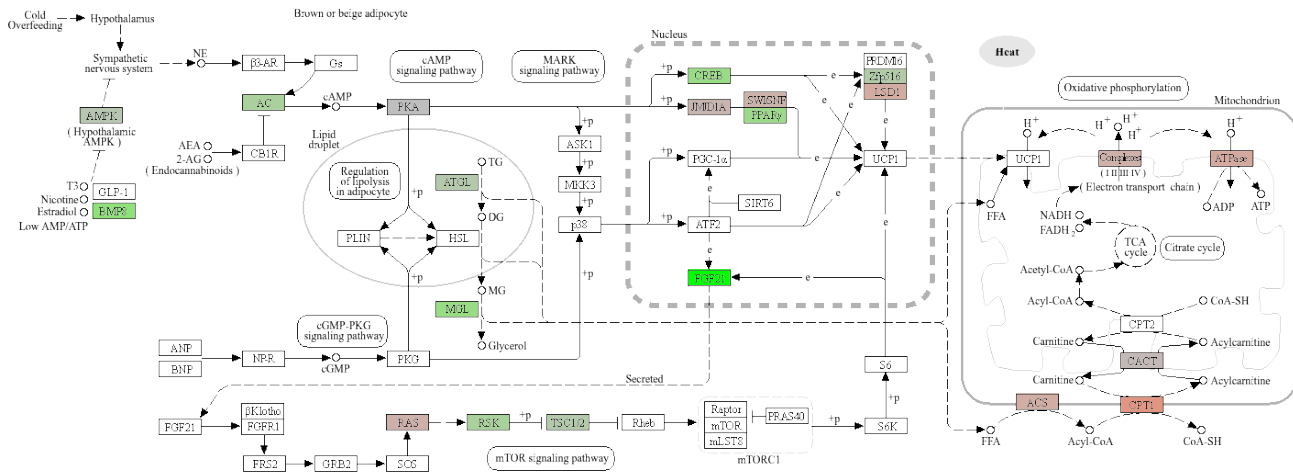 Cold
Overfeeding
Hypothalamus
Sympathetic
nervous system
NE
Brown or beige adipocyte
β3-AR
Gs
AC
cAMP
PKA
cAMP
signaling pathway
MARK
signaling pathway
AMPK
( Hypothalamic
AMPK )
AEA
2-AG
( Endocannabinoids )
CB1R
T3
Nicotine
Estradiol
Low AMP/ATP
GLP-1
BMP8
Lipid
droplet
Regulation
of lipolysis
in adipocyte
+p
+p
PLIN
HSL
TG
ATGL
DG
MG
MGL
Glycerol
+p
ASK1
+p
MKK3
+p
p38
+p
ANP
BNP
NPR
cGMP
PKG
cGMP-PKG
signaling pathway
Nucleus
+p
CREB
e
+p
JMJD1A
SWI/SNF
PPARγ
PRDM16
Zfp516
LSD1
e
e
e
e
+p
PGC-1α
e
UCP1
e
SIRT6
+p
ATF2
e
e
e
FGF21
e
e
Secreted
FGF21
βKlotho
FGFR1
FRS2
GRB2
SOS
RAS
RSK
+p
TSC1/2
Rheb
mTOR signaling pathway
Raptor
mTOR
mLST8
PRAS40
mTORC1
+p
S6K
+p
S6
Heat
Oxidative phosphorylation
Mitochondrion
H+
UCP1
H+
H+
H+
Complexes
( I II III IV )
( Electron transport chain )
H+
ATPase
ADP
ATP
FFA
NADH
FADH2
TCA
cycle
Citrate cycle
Acetyl-CoA
Acyl-CoA
CoA-SH
CPT2
Carnitine
Acylcarnitine
CACT
Carnitine
Acylcarnitine
ACS
CPT1
FFA
Acyl-CoA
CoA-SH